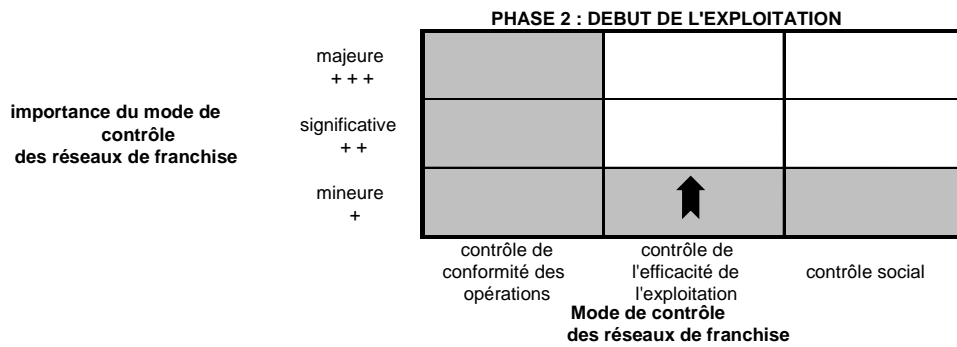 PHASE 2 : DEBUT DE L'EXPLOITATION
majeure
+ + +
importance du mode de
contrôle
des réseaux de franchise
significative
+ +
mineure
+
contrôle de
conformité des
opérations
contrôle de
l'efficacité de
l'exploitation
contrôle social
Mode de contrôle
des réseaux de franchise